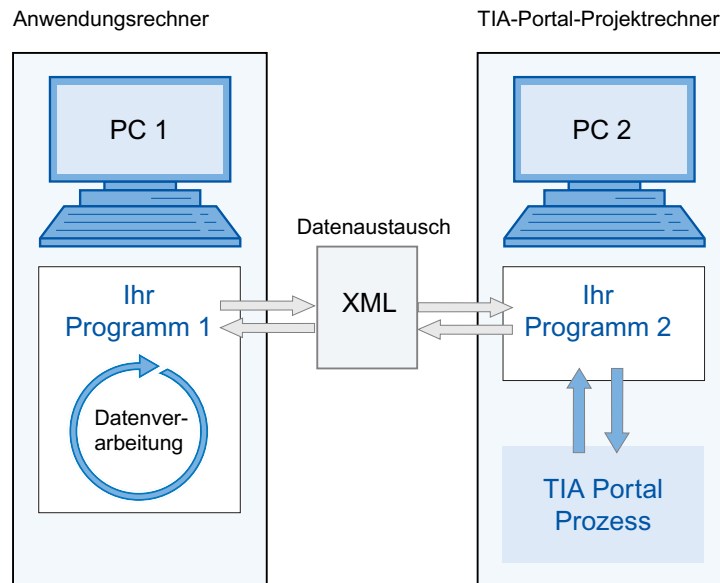 Anwendungsrechner
TIA-Portal-Projektrechner
PC 1
PC 2
Datenaustausch
XML
Ihr
Programm 1
Datenver-
arbeitung
Ihr
Programm 2
TIA Portal
Prozess